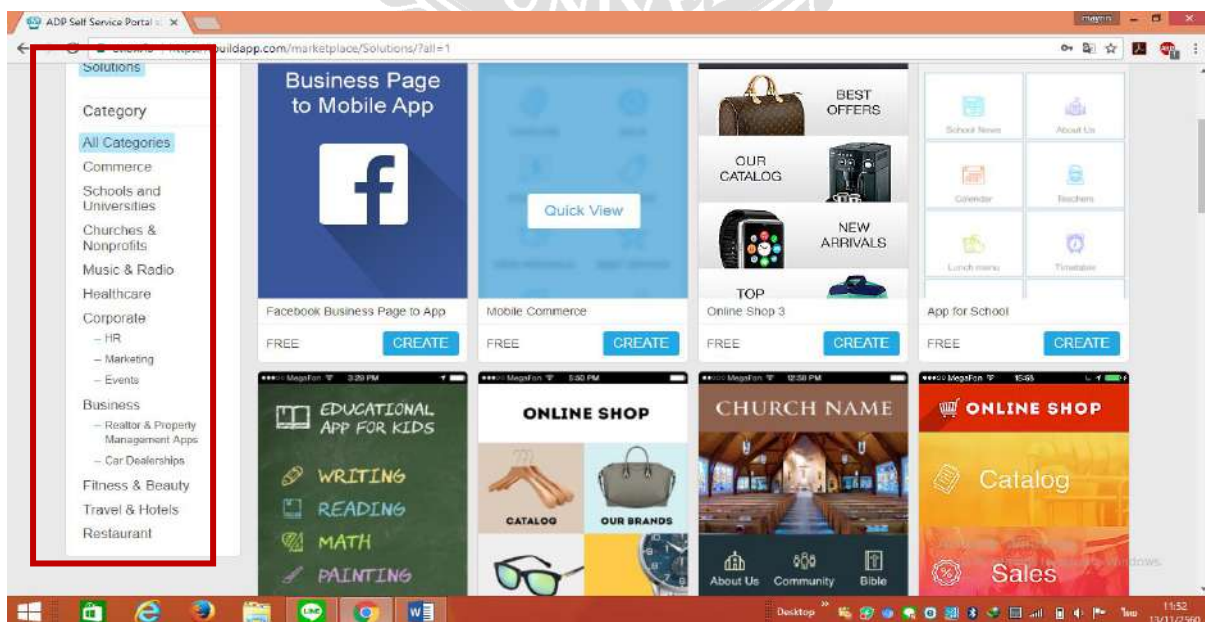 ADP Self Service Portal
mayrin
buildapp.com/marketplace/Solutions/?all=1
Solutions
Category
All Categories
Commerce
Schools and
Universities
Churches &
Nonprofits
Music & Radio
Healthcare
Corporate
– HR
– Marketing
– Events
Business
– Realtor & Property
Management Apps
– Car Dealerships
Fitness & Beauty
Travel & Hotels
Restaurant
Business Page
to Mobile App
Facebook Business Page to App
FREE CREATE
Quick View
Mobile Commerce
FREE CREATE
BEST
OFFERS
OUR
CATALOG
NEW
ARRIVALS
TOP
Online Shop 3
FREE CREATE
School News About Us
Calendar Teachers
Lunch menu Timetable
App for School
FREE CREATE
MegaFon 3:29 PM
EDUCATIONAL
APP FOR KIDS
WRITING
READING
MATH
PAINTING
MegaFon 5:50 PM
ONLINE SHOP
CATALOG OUR BRANDS
MegaFon 12:58 PM
CHURCH NAME
About Us Community Bible
MegaFon
ONLINE SHOP
Catalog
Sales
Desktop
11:52
13/11/2560